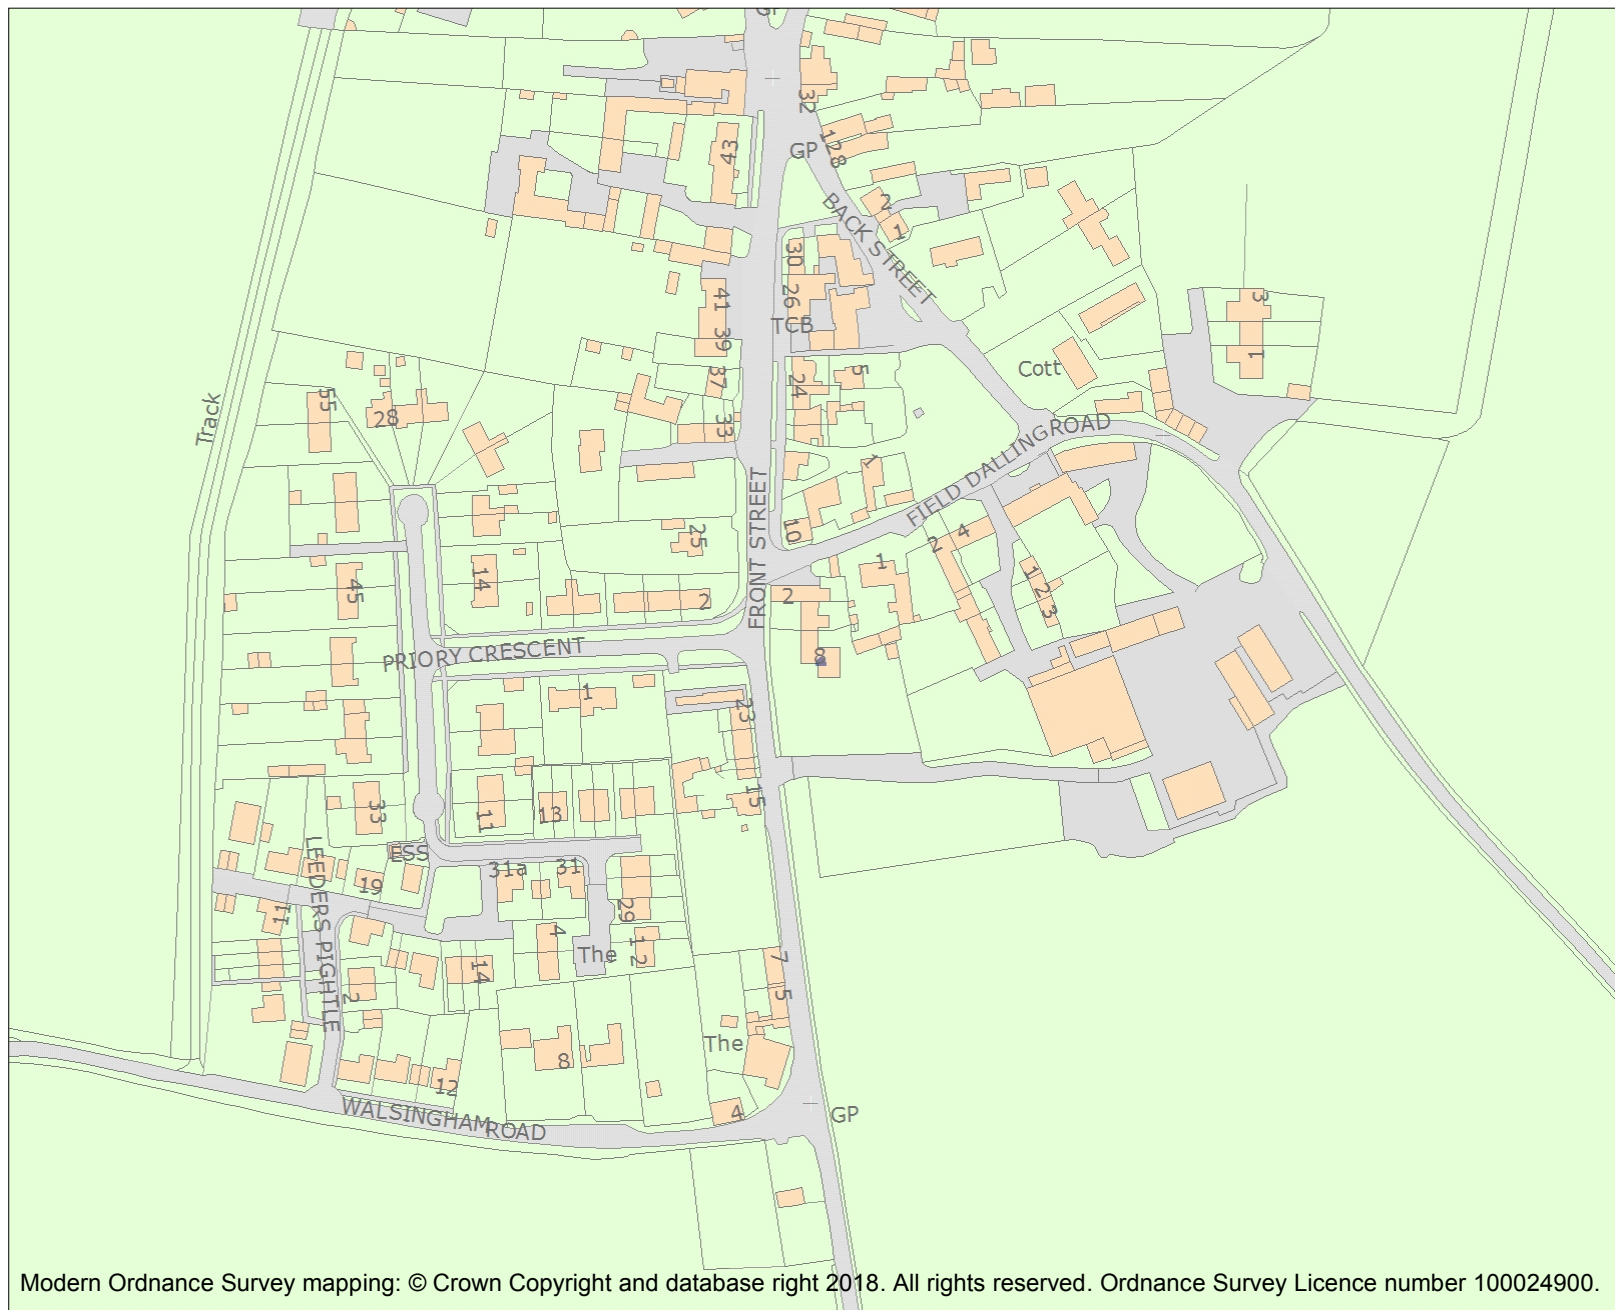 GP
32
128
43
GP
BACK STREET
2
1
30
26
41
TCB
39
3
1
Cott
37
24
5
55
28
Track
33
FIELD DALLING ROAD
1
FRONT STREET
10
25
2
4
1
14
45
2
2
1 2 3
8
PRIORY CRESCENT
1
23
15
33
11
13
ESS
31a
31
19
LEEDERS PIGHTLE
11
29
4
The
1
2
14
7
5
2
The
8
12
4
GP
WALSINGHAM ROAD
Modern Ordnance Survey mapping: © Crown Copyright and database right 2018. All rights reserved. Ordnance Survey Licence number 100024900.